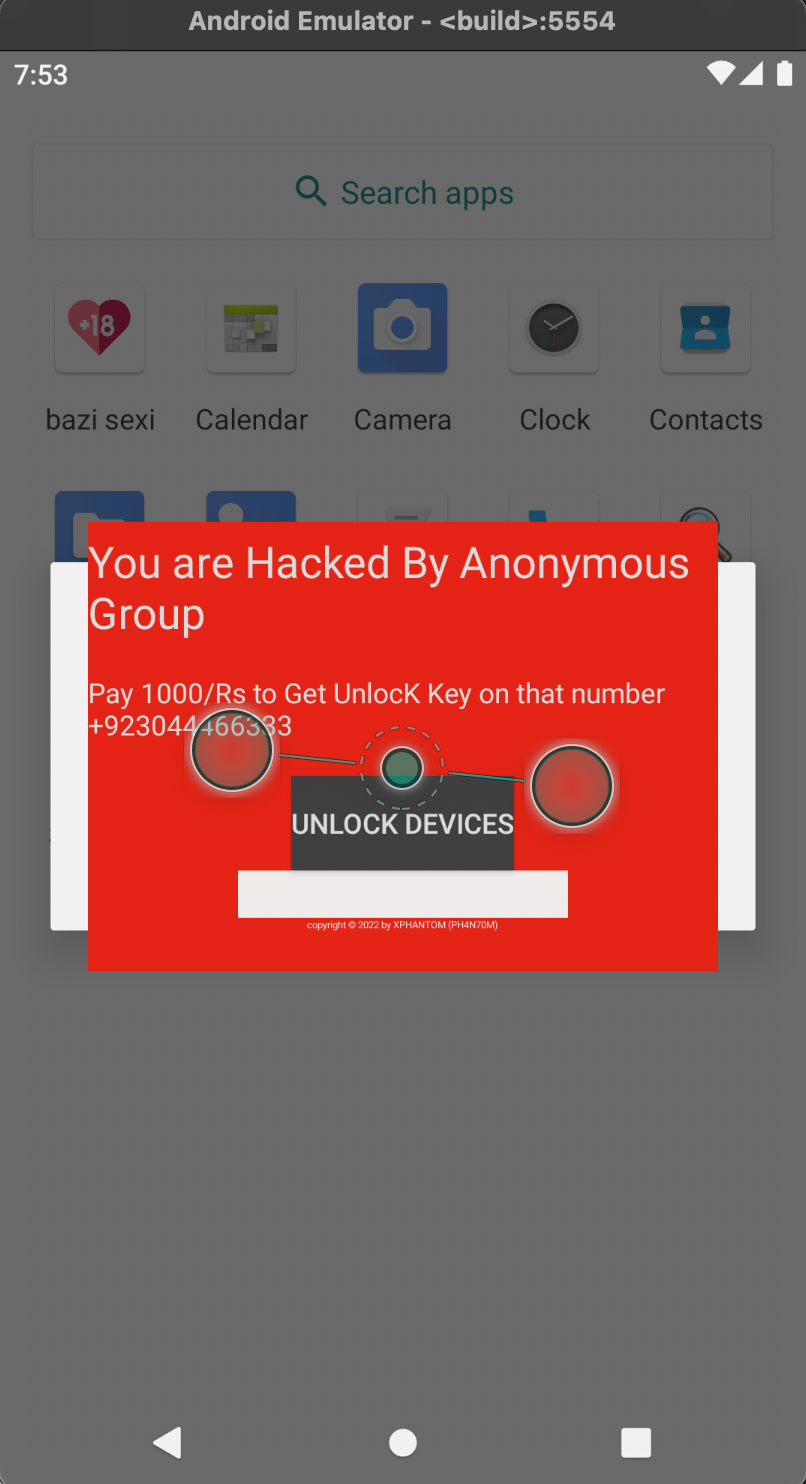 Android Emulator - <build>:5554
7:53
Search apps
+18
bazi sexi Calendar Camera Clock Contacts
You are Hacked By Anonymous
Group
Pay 1000/Rs to Get UnlocK Key on that number
+923044466333
UNLOCK DEVICES
copyright © 2022 by XPHANTOM (PH4N70M)